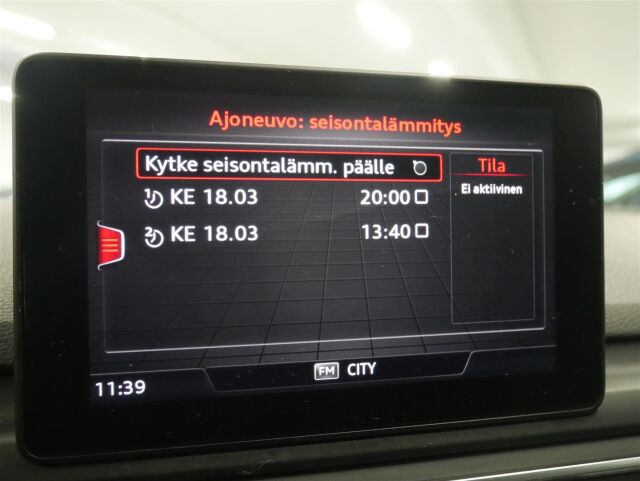 Ajoneuvo: seisontalämmitys
Kytke seisontalämm. päälle
Tila
Ei aktiivinen
1 KE 18.03 20:00
2 KE 18.03 13:40
FM CITY
11:39